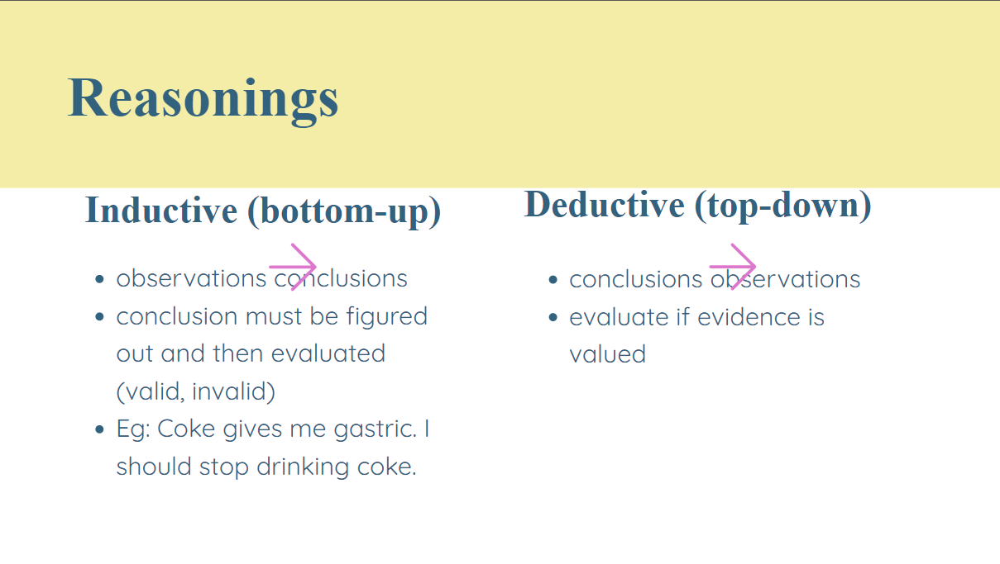 Reasonings
Inductive (bottom-up)
observations conclusions
conclusion must be figured
out and then evaluated
(valid, invalid)
Eg: Coke gives me gastric. I
should stop drinking coke.
Deductive (top-down)
conclusions observations
evaluate if evidence is
valued